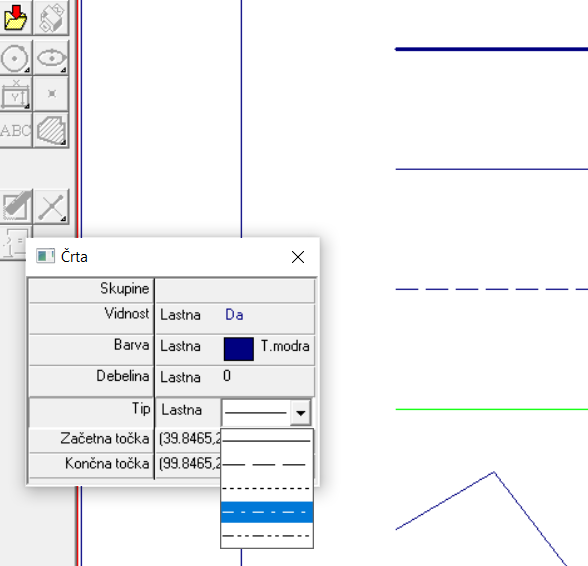 X
Y
ABC
Črta
Skupine
Vidnost Lastna Da
Barva Lastna T.modra
Debelina Lastna 0
Tip Lastna
Začetna točka (39.8465,2
Končna točka (99.8465,2